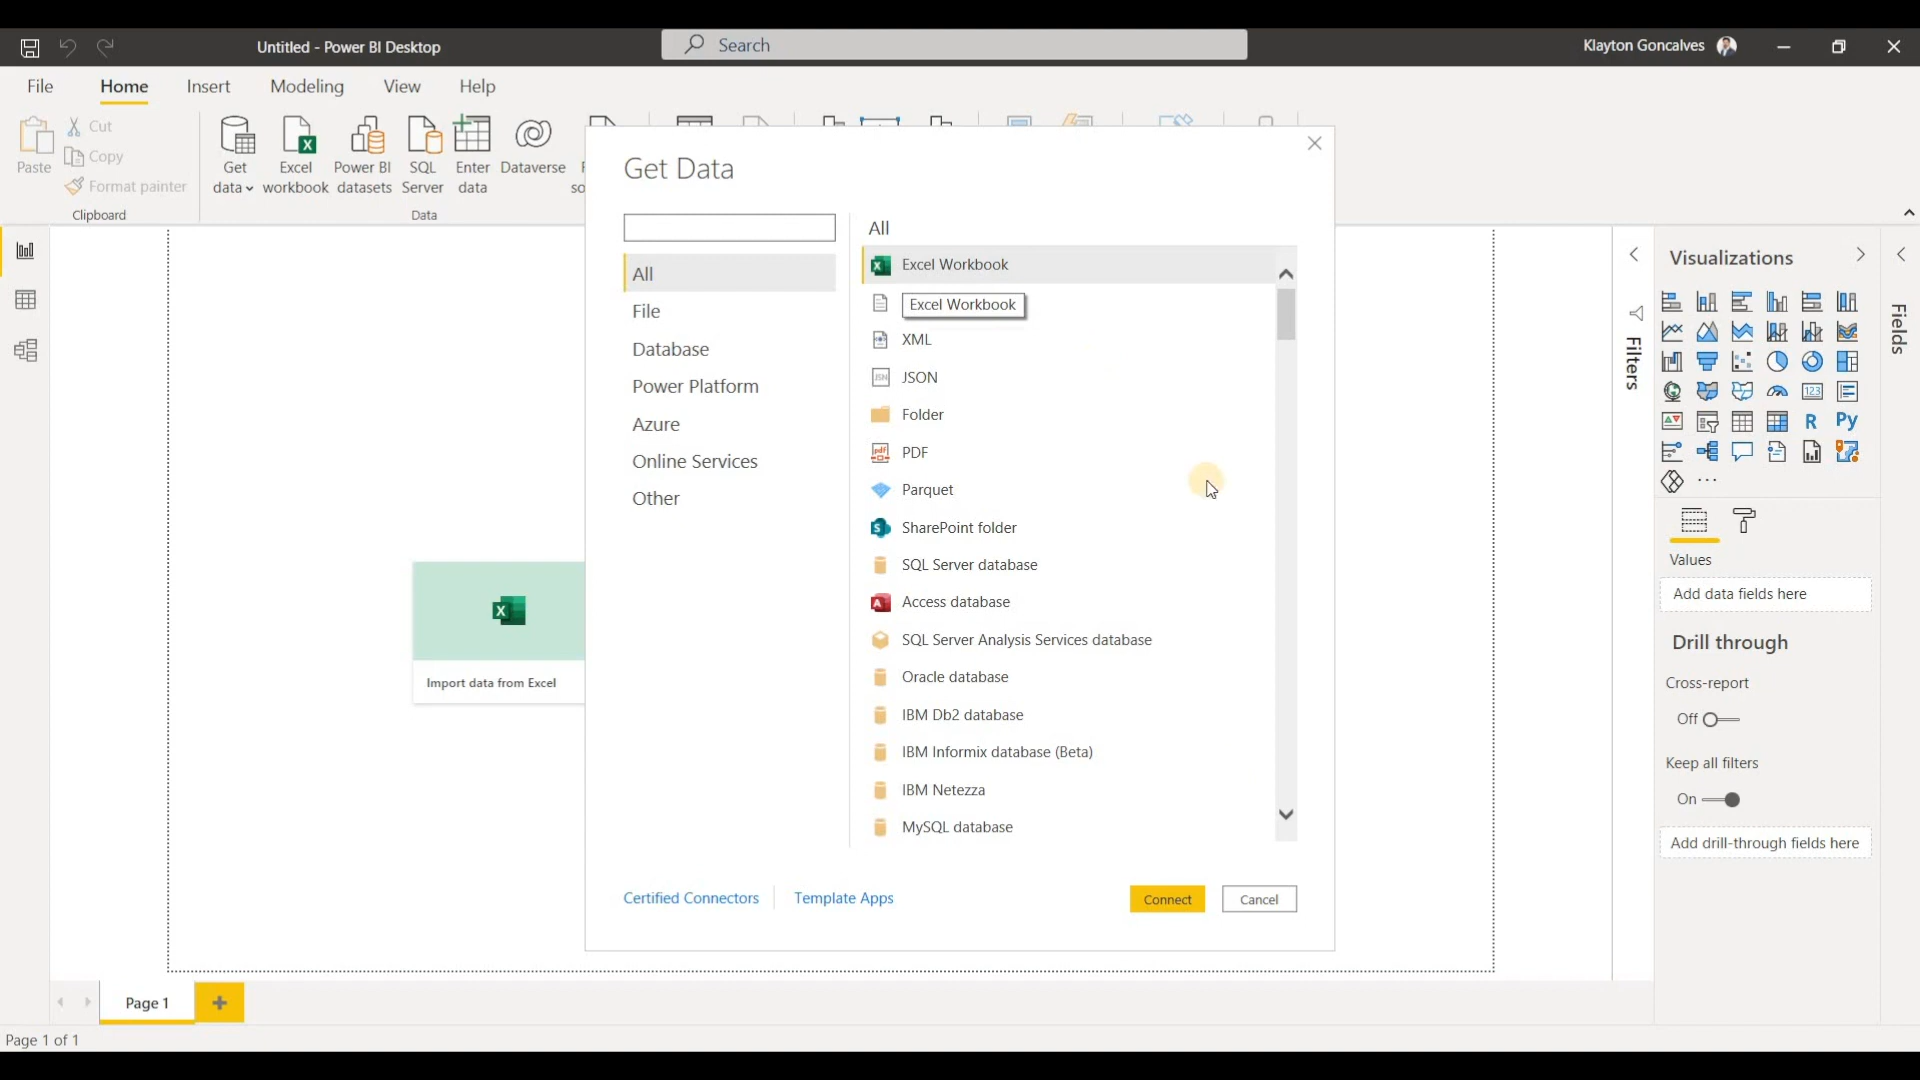 Untitled - Power BI Desktop
Search
Klayton Goncalves
File Home Insert Modeling View Help
Paste
Cut
Copy
Format painter
Clipboard
Get data
Excel workbook
Power BI datasets
SQL Server
Enter data
Dataverse
Data
Get Data
All
File
Database
Power Platform
Azure
Online Services
Other
All
Excel Workbook
Excel Workbook
XML
JSON
Folder
PDF
Parquet
SharePoint folder
SQL Server database
Access database
SQL Server Analysis Services database
Oracle database
IBM Db2 database
IBM Informix database (Beta)
IBM Netezza
MySQL database
Certified Connectors
Template Apps
Connect
Cancel
Import data from Excel
Filters
Visualizations
123
R
Py
Values
Add data fields here
Drill through
Cross-report
Off
Keep all filters
On
Add drill-through fields here
Fields
Page 1
Page 1 of 1